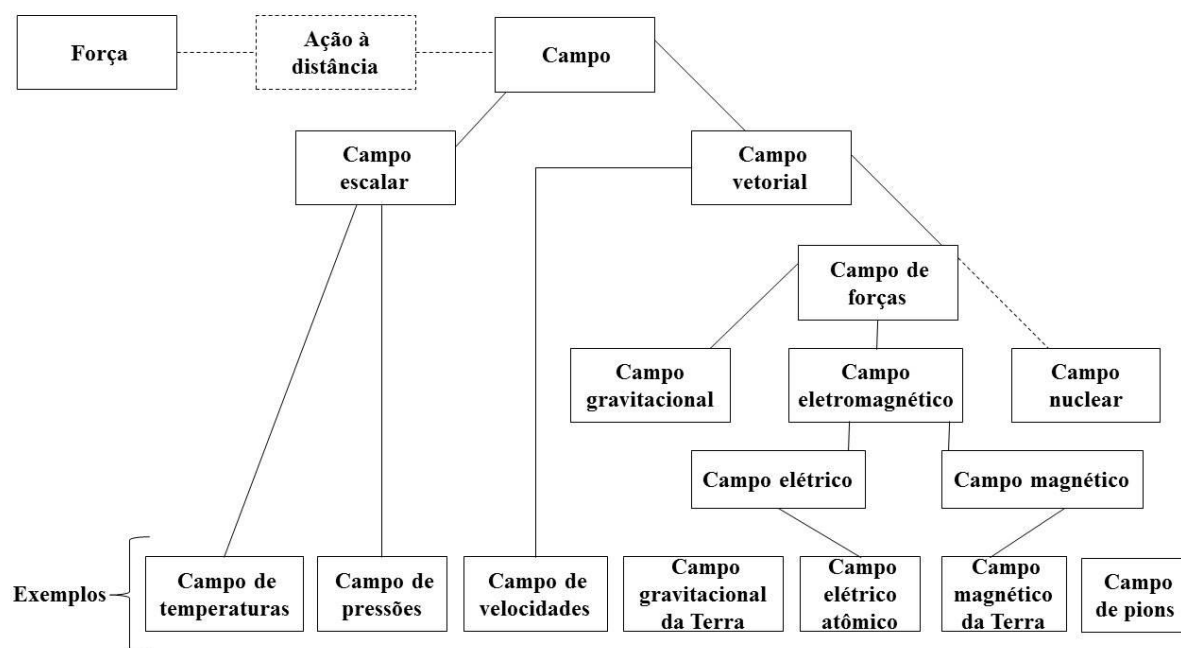 Força
Ação à
distância
Campo
Campo
escalar
Campo
vetorial
Campo de
forças
Campo
gravitacional
Campo
eletromagnético
Campo
nuclear
Campo elétrico
Campo magnético
Exemplos
Campo de
temperaturas
Campo de
pressões
Campo de
velocidades
Campo
gravitacional
da Terra
Campo
elétrico
atômico
Campo
magnético
da Terra
Campo
de pions